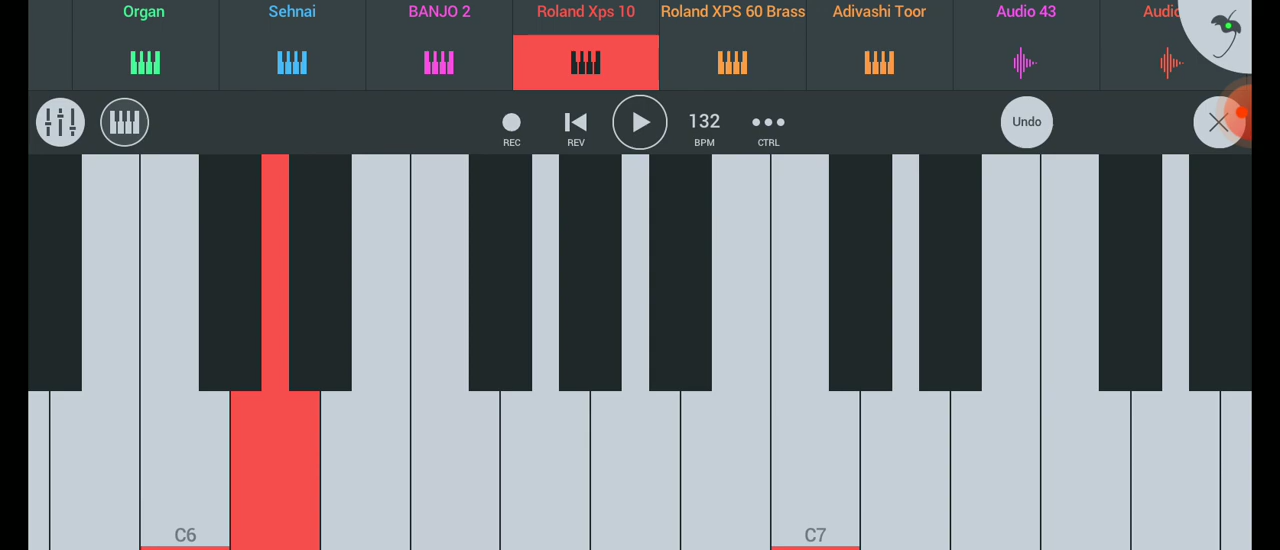 Organ
Sehnai
BANJO 2
Roland Xps 10
Roland XPS 60 Brass
Adivashi Toor
Audio 43
132
Undo
REC
REV
BPM
CTRL
C6
C7